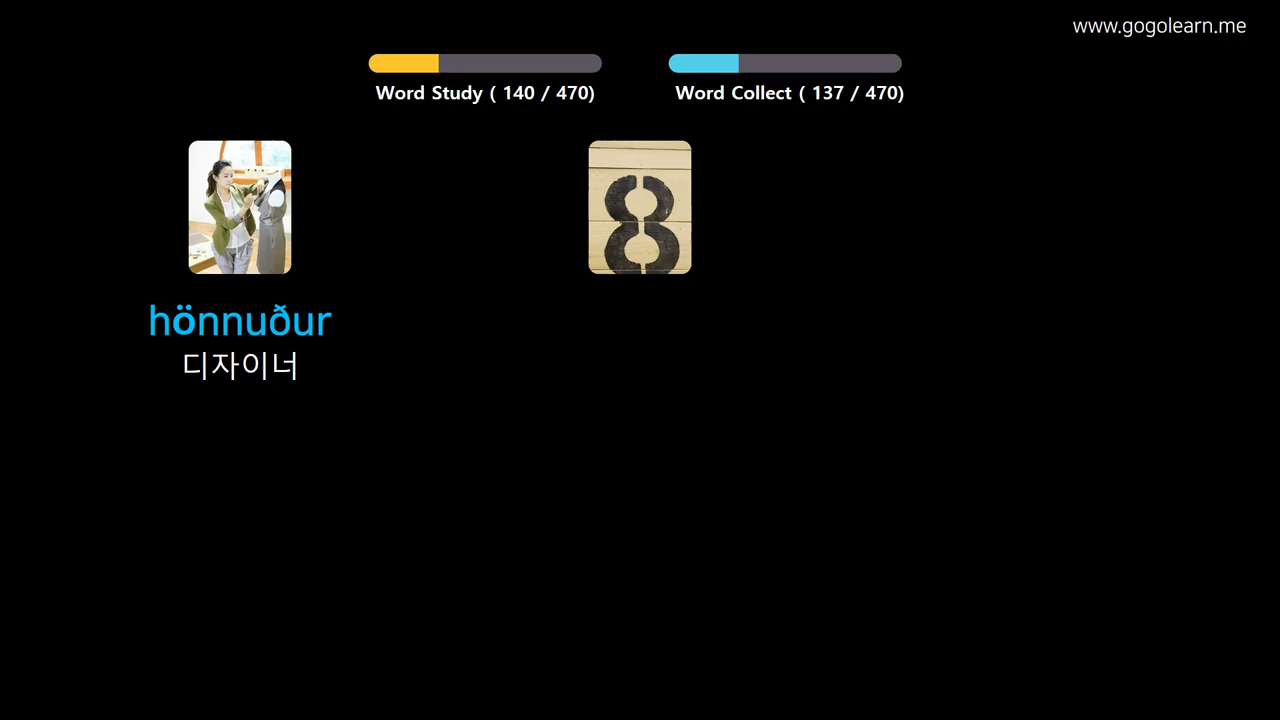 www.gogolearn.me
Word Study ( 140 / 470)
Word Collect ( 137 / 470)
8
hönnuður
디자이너